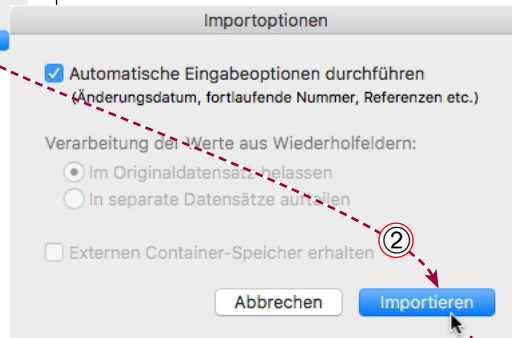 Importoptionen
Automatische Eingabeoptionen durchführen
(Änderungsdatum, fortlaufende Nummer, Referenzen etc.)
Verarbeitung der Werte aus Wiederholfeldern:
Im Originaldatensatz belassen
In separate Datensätze aufteilen
Externen Container-Speicher erhalten
2
Abbrechen
Importieren